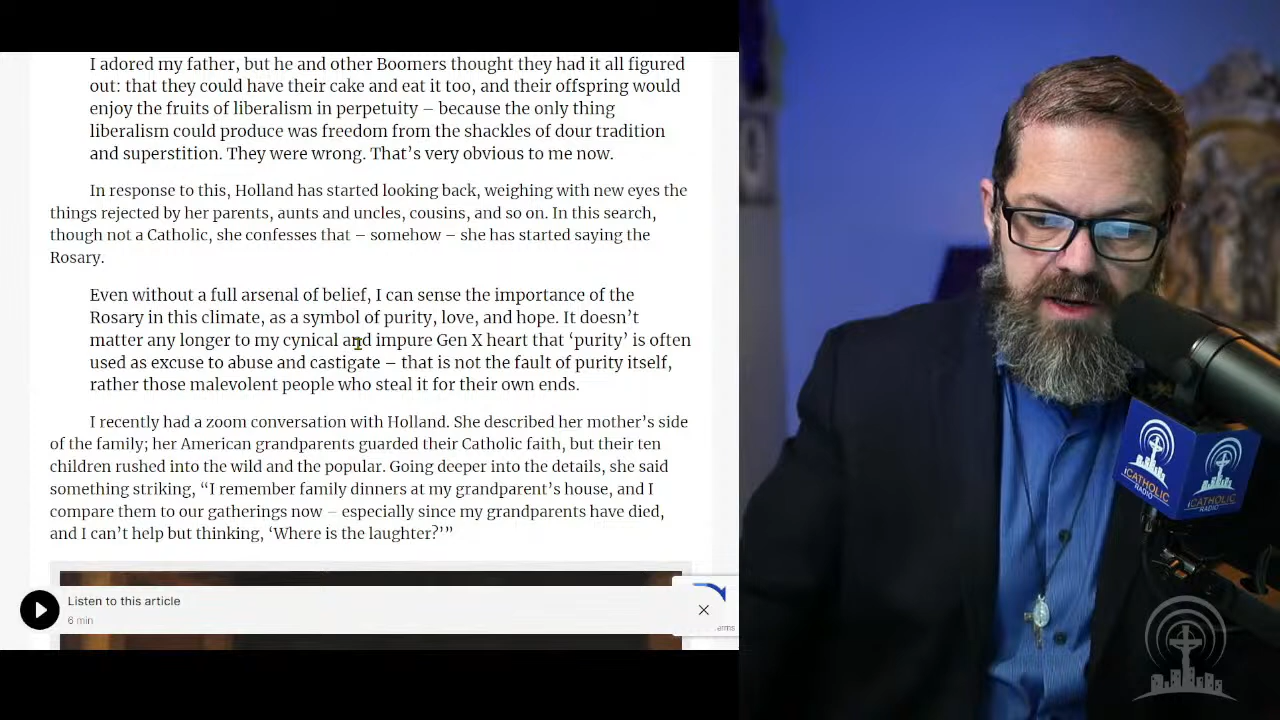 I adored my father, but he and other Boomers thought they had it all figured
out: that they could have their cake and eat it too, and their offspring would
enjoy the fruits of liberalism in perpetuity – because the only thing
liberalism could produce was freedom from the shackles of dour tradition
and superstition. They were wrong. That’s very obvious to me now.
In response to this, Holland has started looking back, weighing with new eyes the
things rejected by her parents, aunts and uncles, cousins, and so on. In this search,
though not a Catholic, she confesses that – somehow – she has started saying the
Rosary.
Even without a full arsenal of belief, I can sense the importance of the
Rosary in this climate, as a symbol of purity, love, and hope. It doesn’t
matter any longer to my cynical and impure Gen X heart that ‘purity’ is often
used as excuse to abuse and castigate – that is not the fault of purity itself,
rather those malevolent people who steal it for their own ends.
I recently had a zoom conversation with Holland. She described her mother’s side
of the family; her American grandparents guarded their Catholic faith, but their ten
children rushed into the wild and the popular. Going deeper into the details, she said
something striking, “I remember family dinners at my grandparent’s house, and I
compare them to our gatherings now – especially since my grandparents have died,
and I can’t help but thinking, ‘Where is the laughter?’”
Listen to this article
6 min
iCATHOLIC
RADIO
iCATHOLIC
RADIO